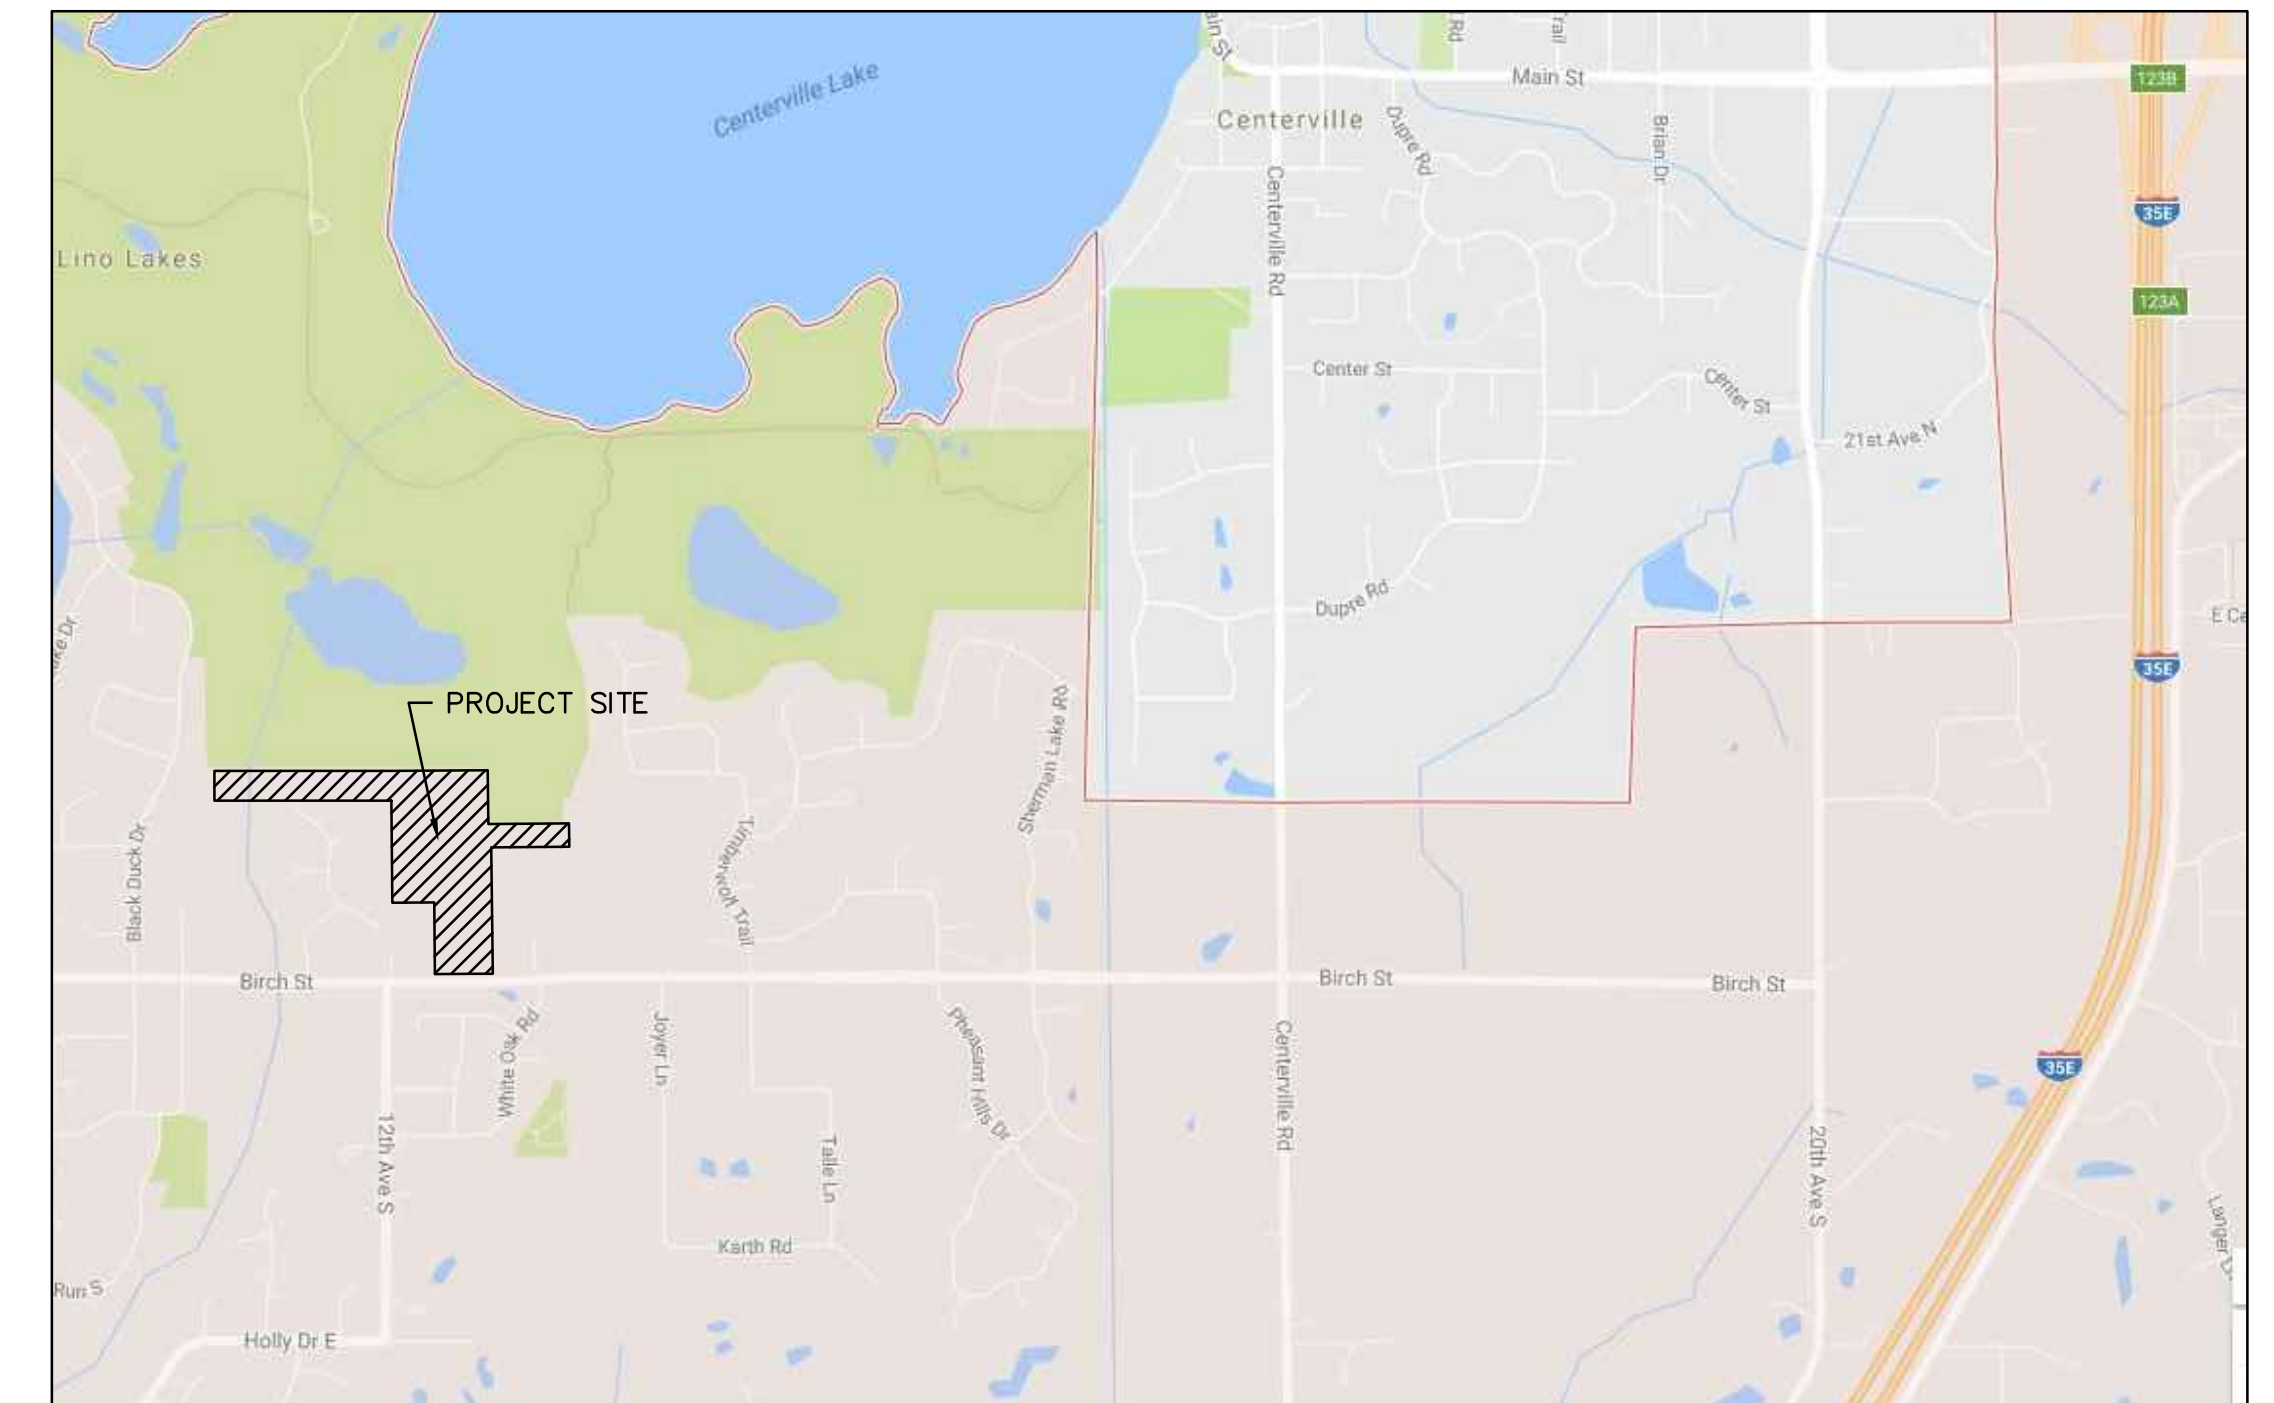 Main St
123B
Centerville Lake
Centerville
Dupre Rd
Brian Dr
Centerville Rd
35E
Lino Lakes
123A
Center St
Center St
21st Ave N
Dupre Rd
35E
PROJECT SITE
Sherman Lake Rd
Black Duck Dr
Timberwolf Trail
Birch St
Birch St
Birch St
White Oak Rd
Joyer Ln
Pheasant Hills Dr
Centerville Rd
35E
12th Ave S
Talle Ln
20th Ave S
Karth Rd
Run S
Holly Dr E
Rd